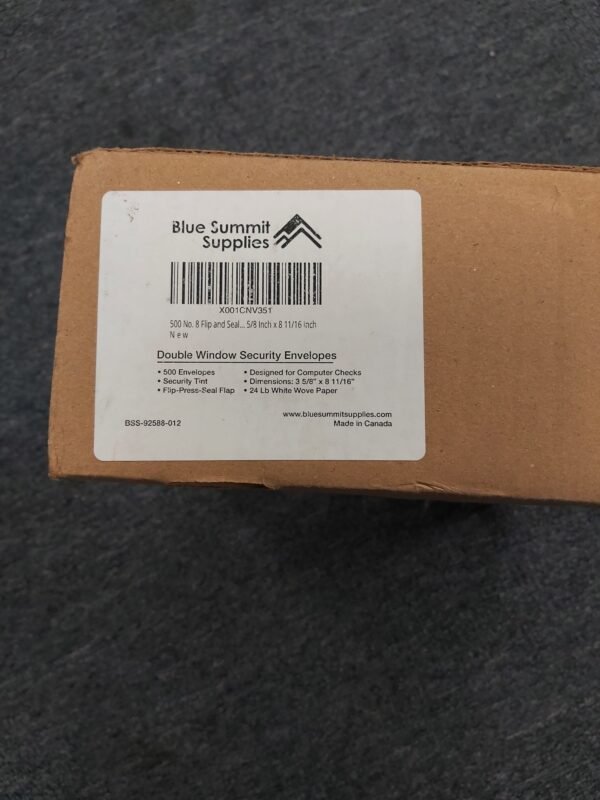 Blue Summit
Supplies
X001CNV351
500 No. 8 Flip and Seal... 5/8 Inch x 8 11/16 Inch
New
Double Window Security Envelopes
• 500 Envelopes
• Security Tint
• Flip-Press-Seal Flap
• Designed for Computer Checks
• Dimensions: 3 5/8" x 8 11/16"
• 24 Lb White Wove Paper
www.bluesummitsupplies.com
BSS-92588-012
Made in Canada